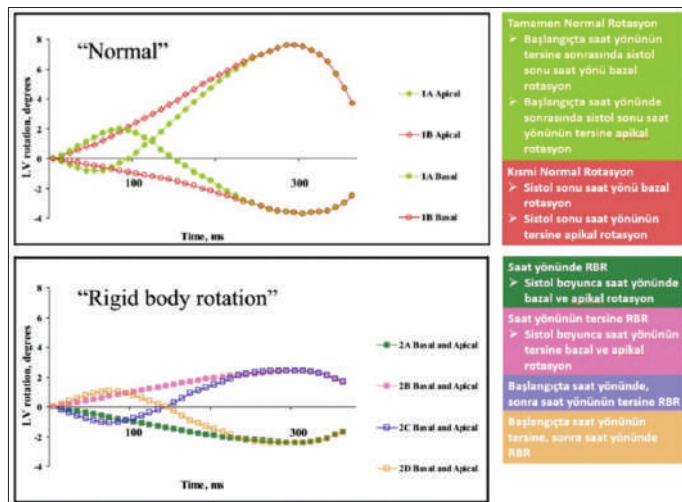 "Normal"
LV rotation, degrees
8
6
4
2
0
-2
-4
100
300
Time, ms
1A Apical
1B Apical
1A Basal
1B Basal
Tamamen Normal Rotasyon
➤ Başlangıçta saat yönünün
tersine sonrasında sistol
sonu saat yönü bazal
rotasyon
➤ Başlangıçta saat yönünde
sonrasında sistol sonu saat
yönünün tersine apikal
rotasyon
Kısmi Normal Rotasyon
➤ Sistol sonu saat yönü bazal
rotasyon
➤ Sistol sonu saat yönünün
tersine apikal rotasyon
"Rigid body rotation"
LV rotation, degrees
8
6
4
2
0
-2
-4
100
300
Time, ms
2A Basal and Apical
2B Basal and Apical
2C Basal and Apical
2D Basal and Apical
Saat yönünde RBR
➤ Sistol boyunca saat yönünde
bazal ve apikal rotasyon
Saat yönünün tersine RBR
➤ Sistol boyunca saat yönünün
tersine bazal ve apikal
rotasyon
Başlangıçta saat yönünde,
sonra saat yönünün tersine RBR
Başlangıçta saat yönünün
tersine, sonra saat yönünde
RBR